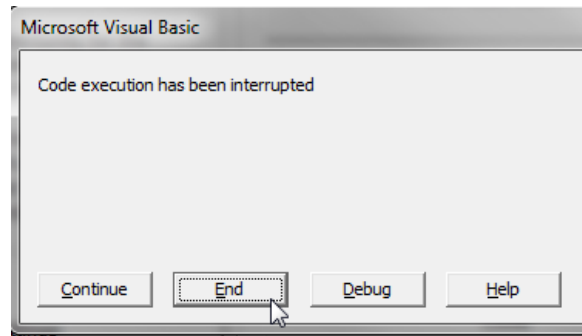 Microsoft Visual Basic
Code execution has been interrupted
Continue End Debug Help